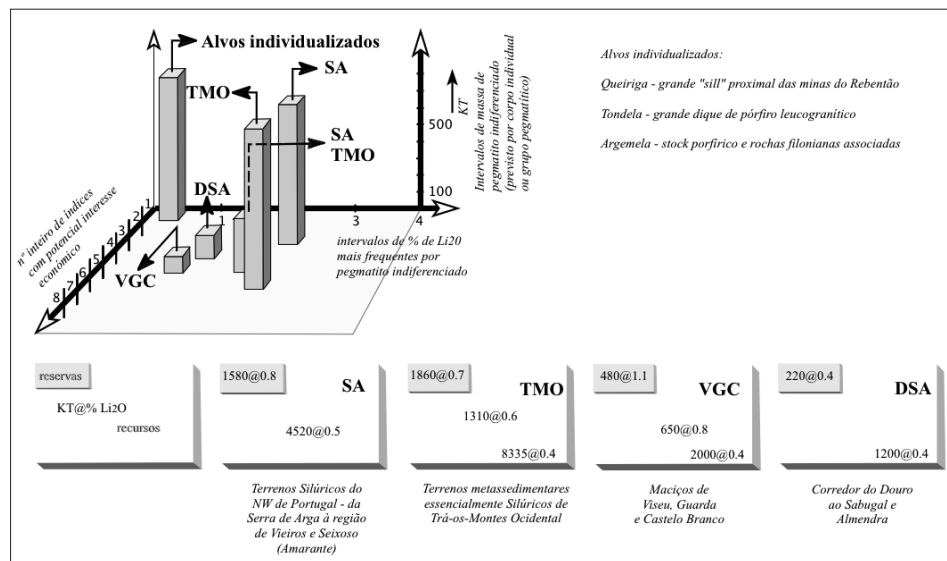 Alvos individualizados
SA
TMO
SA
TMO
DSA
VGC
500
100
KT
Intervalos de massa de
pegmatito indiferenciado
(previsto por corpo individual
ou grupo pegmatítico)
1
3
4
intervalos de % de Li20
mais frequentes por
pegmatito indiferenciado
1
2
3
4
5
6
7
8
nº inteiro de índices
com potencial interesse
económico
Alvos individualizados:
Queiriga - grande "sill" proximal das minas do Rebentão
Tondela - grande dique de pórfiro leucogranítico
Argemela - stock porfírico e rochas filonianas associadas
reservas
KT@% Li2O
recursos
1580@0.8
SA
4520@0.5
Terrenos Silúricos do
NW de Portugal - da
Serra de Arga à região
de Vieiros e Seixoso
(Amarante)
1860@0.7
TMO
1310@0.6
8335@0.4
Terrenos metassedimentares
essencialmente Silúricos de
Trá-os-Montes Ocidental
480@1.1
VGC
650@0.8
2000@0.4
Maciços de
Viseu, Guarda
e Castelo Branco
220@0.4
DSA
1200@0.4
Corredor do Douro
ao Sabugal e
Almendra